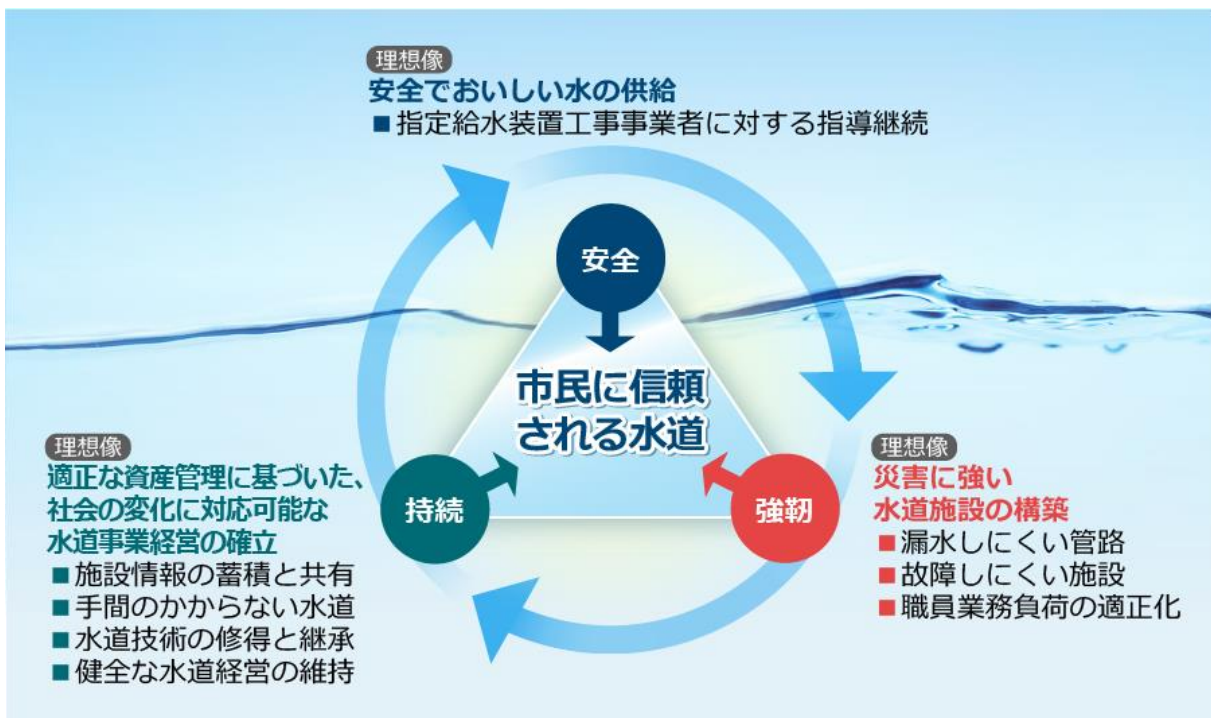 理想像
安全でおいしい水の供給
■指定給水装置工事事業者に対する指導継続
安全
市民に信頼
される水道
理想像
適正な資産管理に基づいた、
社会の変化に対応可能な
水道事業経営の確立
■施設情報の蓄積と共有
■手間のかからない水道
■水道技術の修得と継承
■健全な水道経営の維持
持続
強靭
理想像
災害に強い
水道施設の構築
■漏水しにくい管路
■故障しにくい施設
■職員業務負荷の適正化